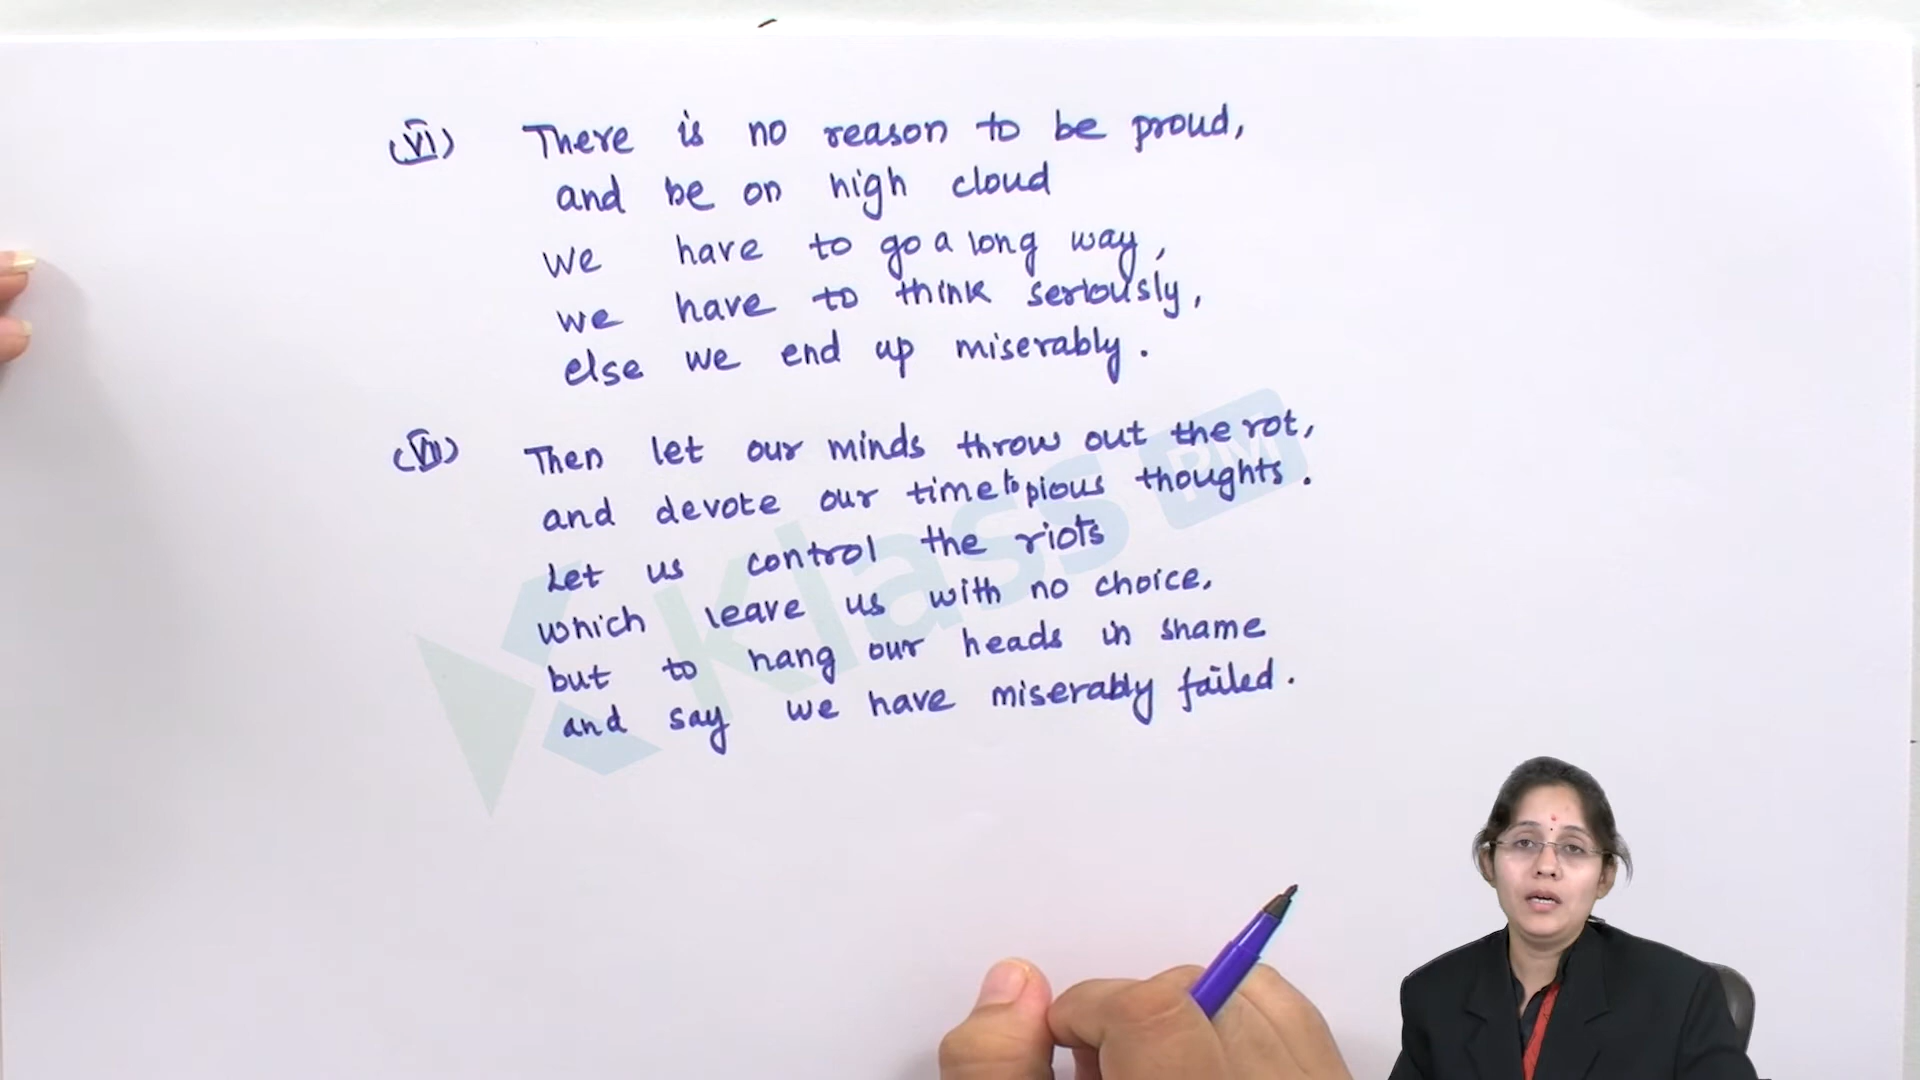 (VI) There is no reason to be proud,
and be on high cloud
we have to go a long way,
we have to think seriously,
else we end up miserably.
(VII) Then let our minds throw out the rot,
and devote our time to pious thoughts.
Let us control the riots
which leave us with no choice,
but to hang our heads in shame
and say we have miserably failed.
Klass PM